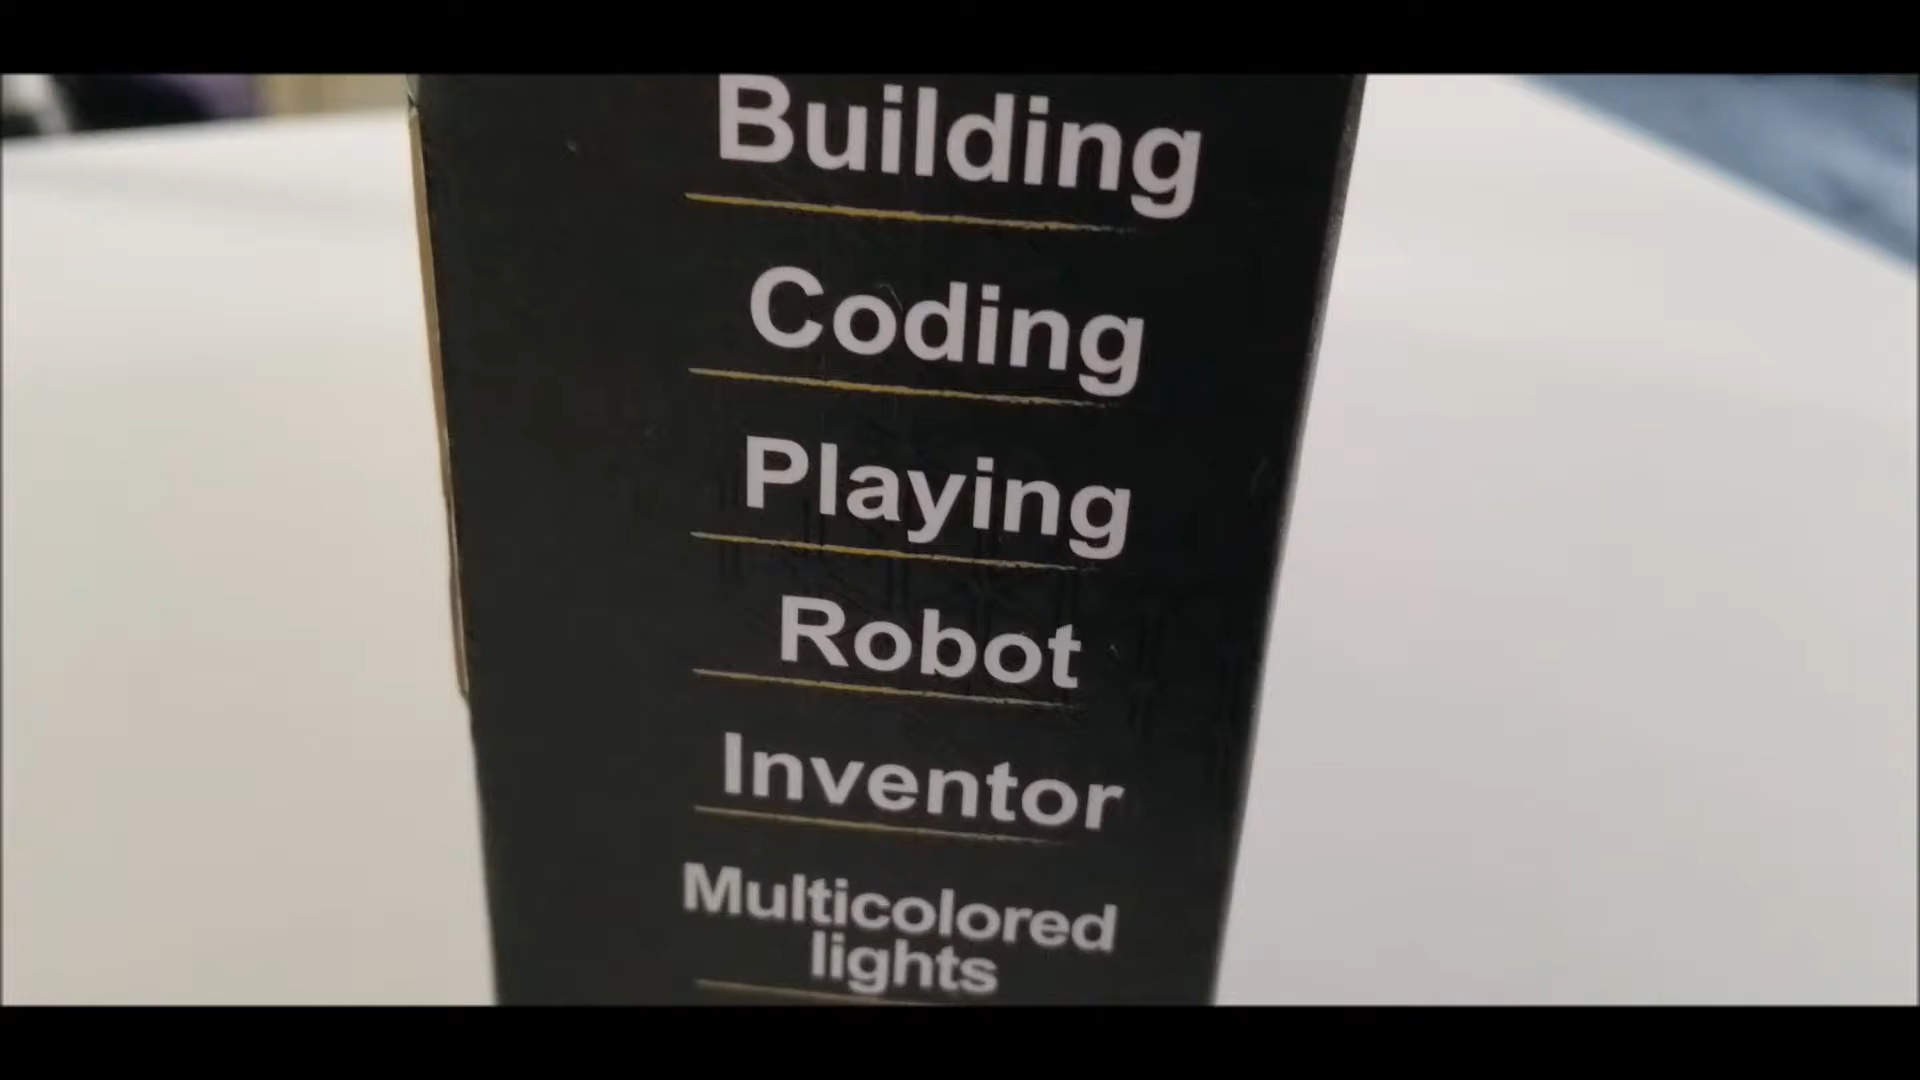 Building
Coding
Playing
Robot
Inventor
Multicolored
lights